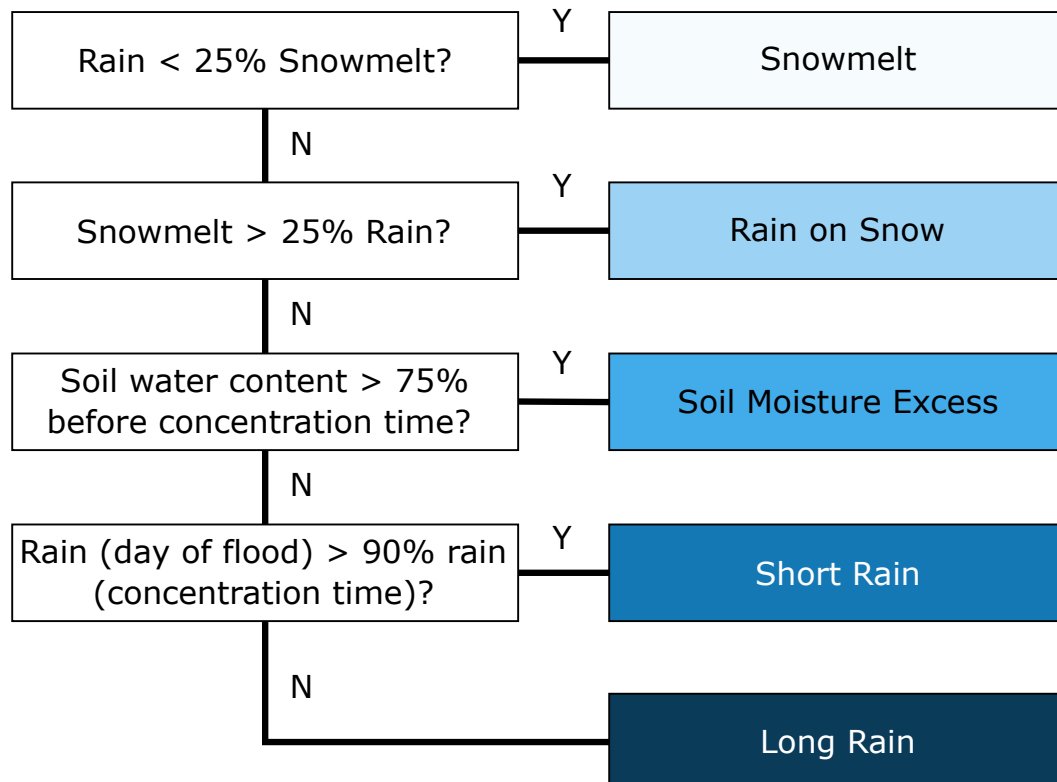 Rain < 25% Snowmelt?
Y
Snowmelt
N
Snowmelt > 25% Rain?
Y
Rain on Snow
N
Soil water content > 75%
before concentration time?
Y
Soil Moisture Excess
N
Rain (day of flood) > 90% rain
(concentration time)?
Y
Short Rain
N
Long Rain